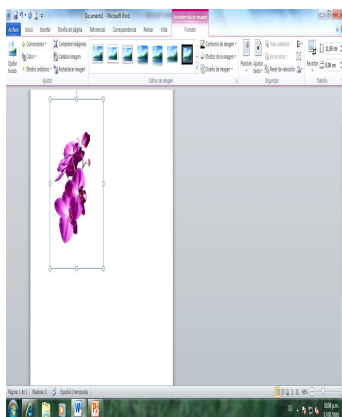 Documento1 - Microsoft Word
Herramientas de imagen
Archivo Inicio Insertar Diseño de página Referencias Correspondencia Revisar Vista Formato
Quitar fondo
Correcciones
Color
Efectos artísticos
Comprimir imágenes
Cambiar imagen
Restablecer imagen
Contorno de imagen
Efectos de la imagen
Diseño de imagen
Posición
Ajustar texto
Traer adelante
Enviar atrás
Panel de selección
Recortar
Ajustar Estilos de imagen Organizar Tamaño
Página: 1 de 1 Palabras: 0 Español (Venezuela) 66%
ES